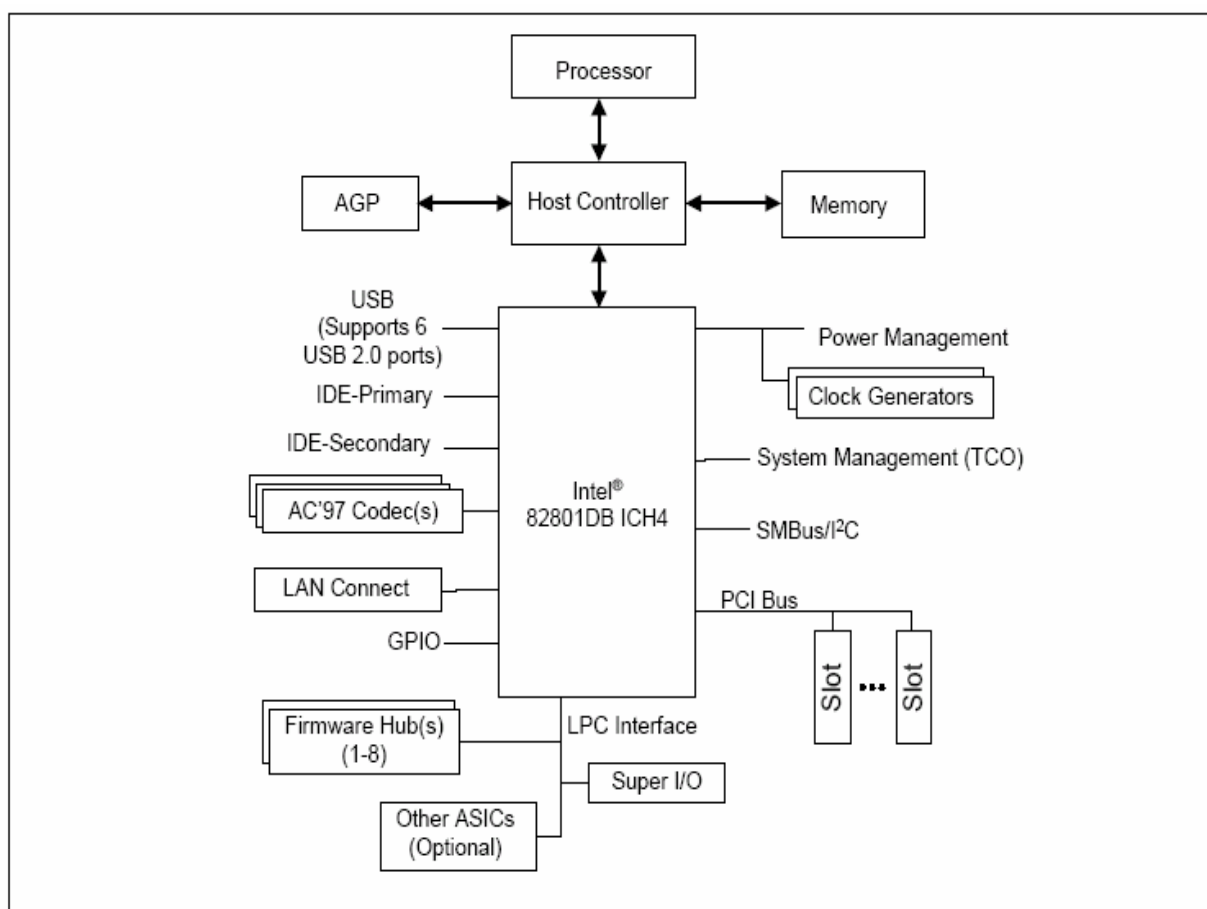 Processor
AGP
Host Controller
Memory
USB
(Supports 6
USB 2.0 ports)
IDE-Primary
IDE-Secondary
AC'97 Codec(s)
LAN Connect
GPIO
Intel®
82801DB ICH4
Power Management
Clock Generators
System Management (TCO)
SMBus/I²C
PCI Bus
Slot
Slot
LPC Interface
Firmware Hub(s)
(1-8)
Super I/O
Other ASICs
(Optional)